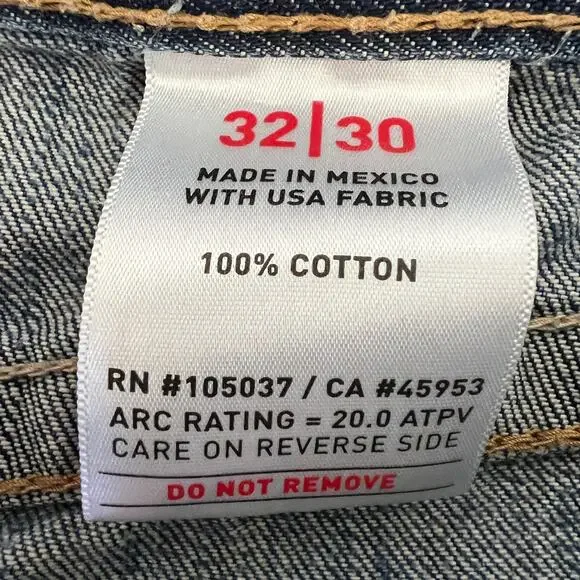 32|30
MADE IN MEXICO
WITH USA FABRIC
100% COTTON
RN #105037 / CA #45953
ARC RATING = 20.0 ATPV
CARE ON REVERSE SIDE
DO NOT REMOVE